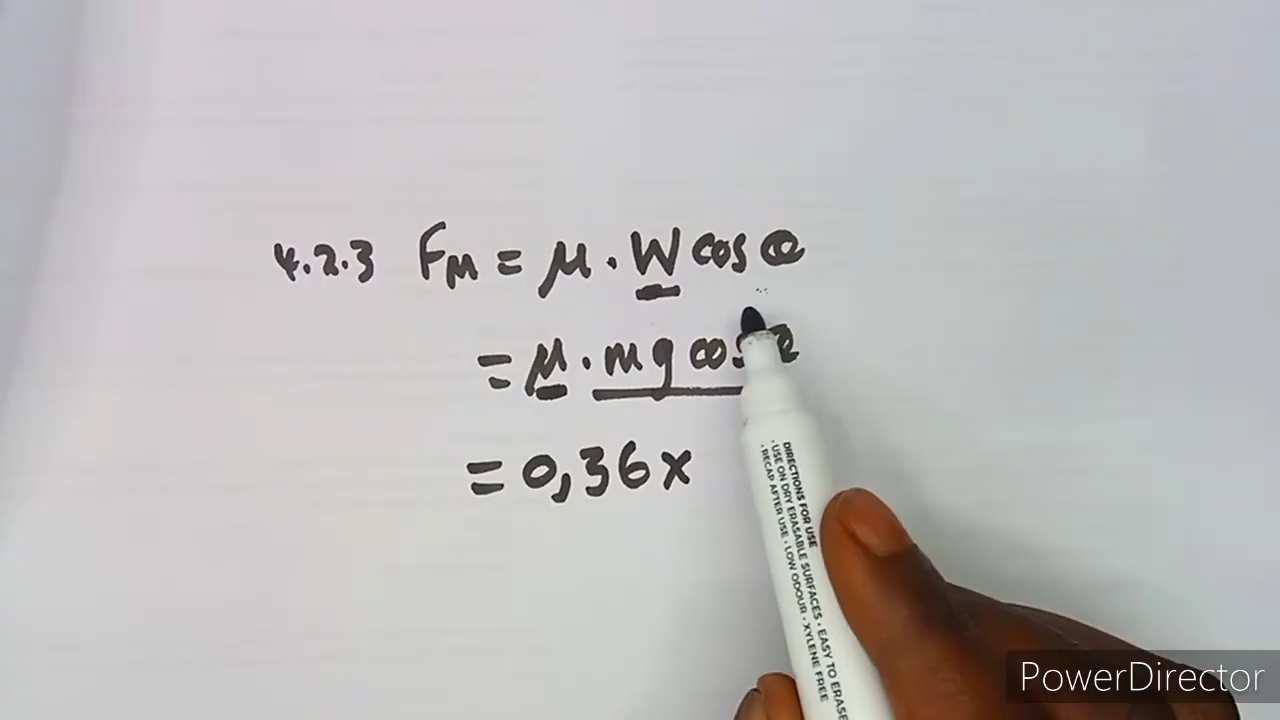 4.2.3 Fμ = μ · W cos θ
= μ · mg cos θ
= 0,36 x
DIRECTIONS FOR USE
· USE ON DRY ERASABLE SURFACES · EASY TO ERASE
· RECAP AFTER USE · LOW ODOUR · XYLENE FREE
PowerDirector